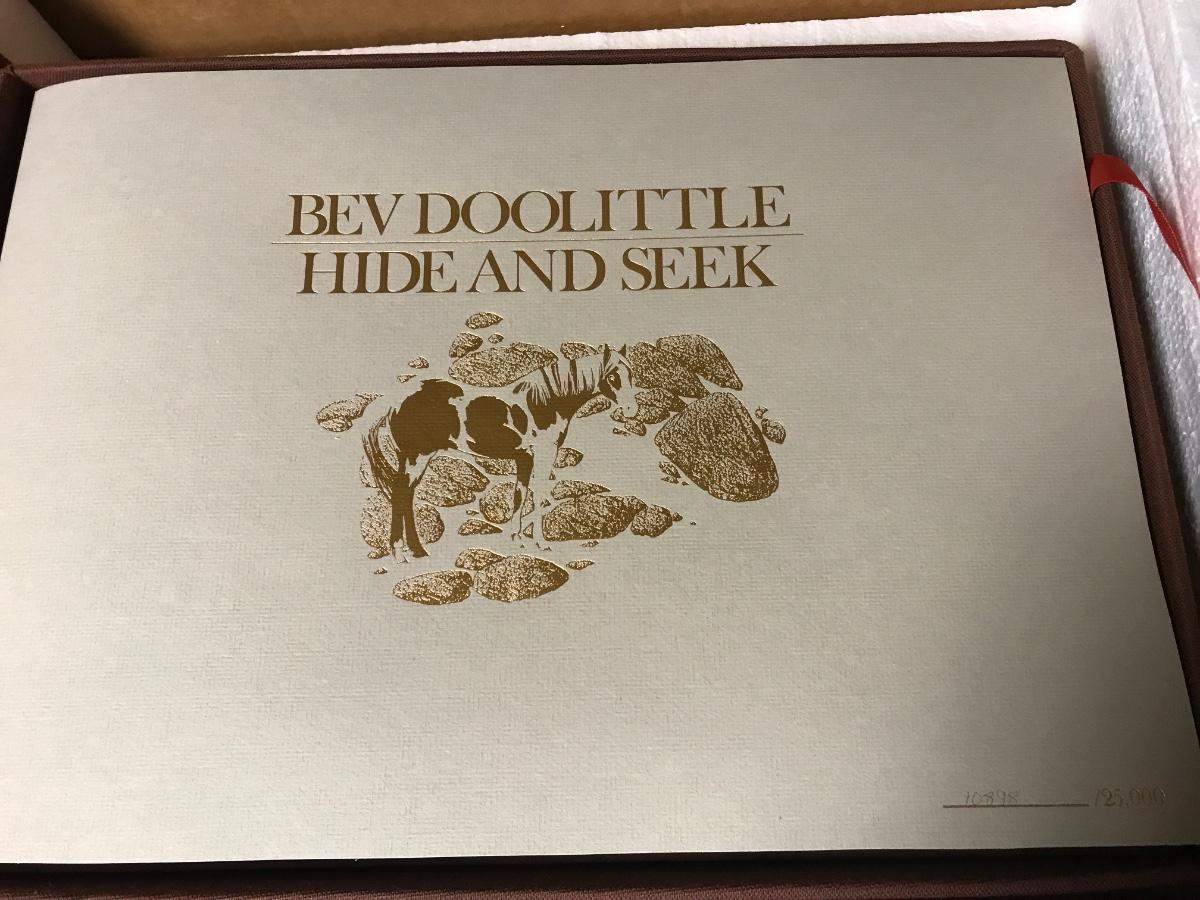 BEV DOOLITTLE
HIDE AND SEEK
10898 /25,000